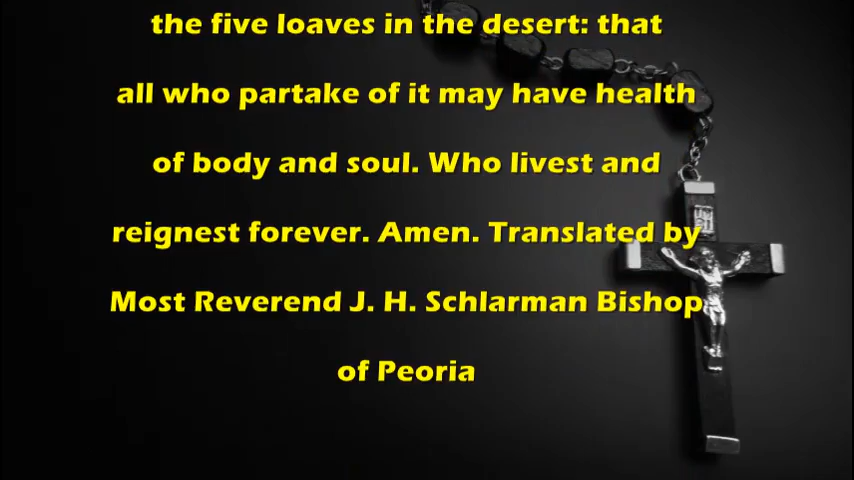 the five loaves in the desert: that
all who partake of it may have health
of body and soul. Who livest and
reignest forever. Amen. Translated by
Most Reverend J. H. Schlarman Bishop
of Peoria